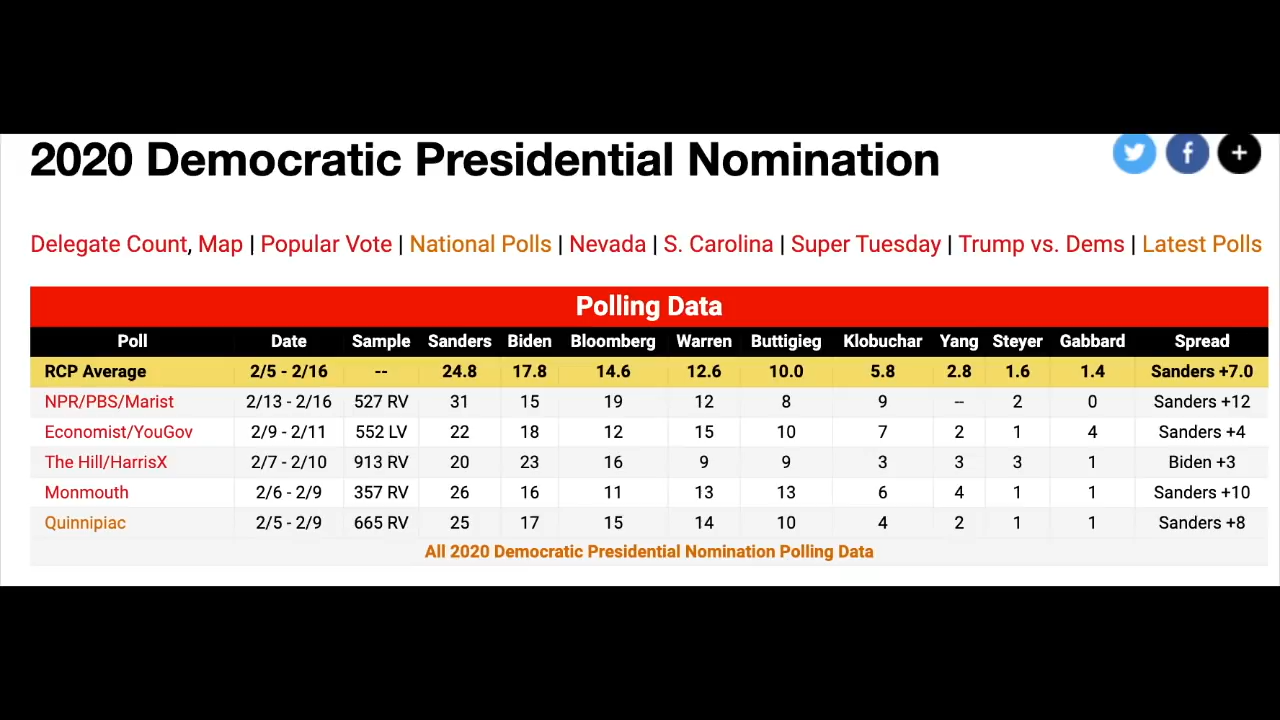 2020 Democratic Presidential Nomination
Delegate Count, Map | Popular Vote | National Polls | Nevada | S. Carolina | Super Tuesday | Trump vs. Dems | Latest Polls
Polling Data
Poll Date Sample Sanders Biden Bloomberg Warren Buttigieg Klobuchar Yang Steyer Gabbard Spread
RCP Average 2/5 - 2/16 -- 24.8 17.8 14.6 12.6 10.0 5.8 2.8 1.6 1.4 Sanders +7.0
NPR/PBS/Marist 2/13 - 2/16 527 RV 31 15 19 12 8 9 -- 2 0 Sanders +12
Economist/YouGov 2/9 - 2/11 552 LV 22 18 12 15 10 7 2 1 4 Sanders +4
The Hill/HarrisX 2/7 - 2/10 913 RV 20 23 16 9 9 3 3 3 1 Biden +3
Monmouth 2/6 - 2/9 357 RV 26 16 11 13 13 6 4 1 1 Sanders +10
Quinnipiac 2/5 - 2/9 665 RV 25 17 15 14 10 4 2 1 1 Sanders +8
All 2020 Democratic Presidential Nomination Polling Data